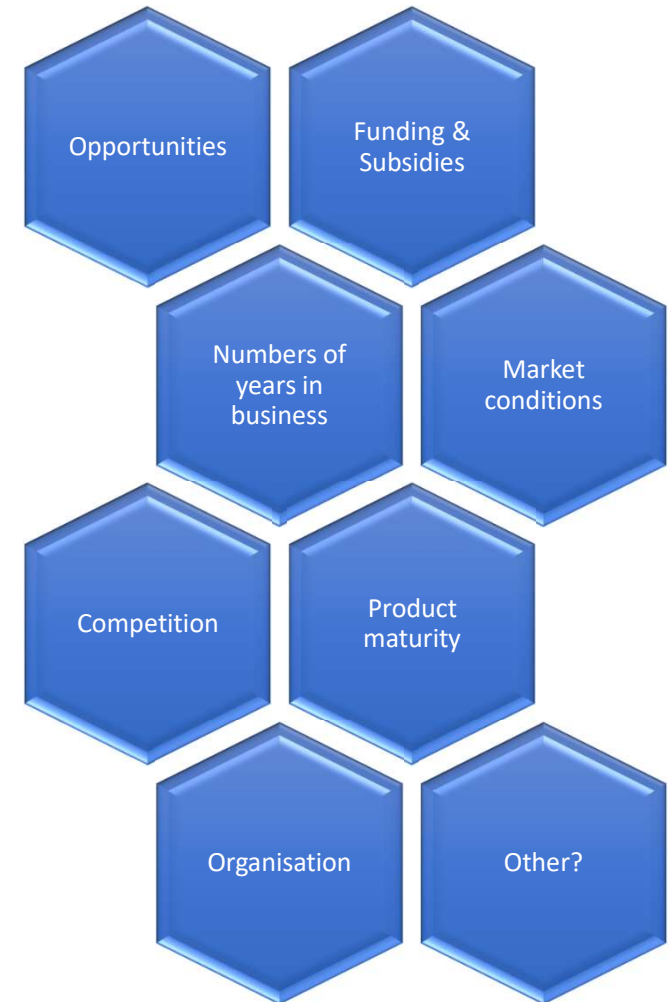 Opportunities
Funding &
Subsidies
Numbers of
years in
business
Market
conditions
Competition
Product
maturity
Organisation
Other?